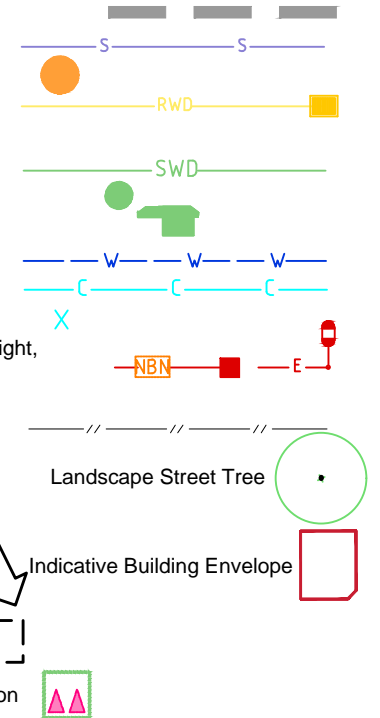 S S
RWD
SWD
W W W
C C C
X
ight,
NBN E
// // //
Landscape Street Tree
Indicative Building Envelope
on